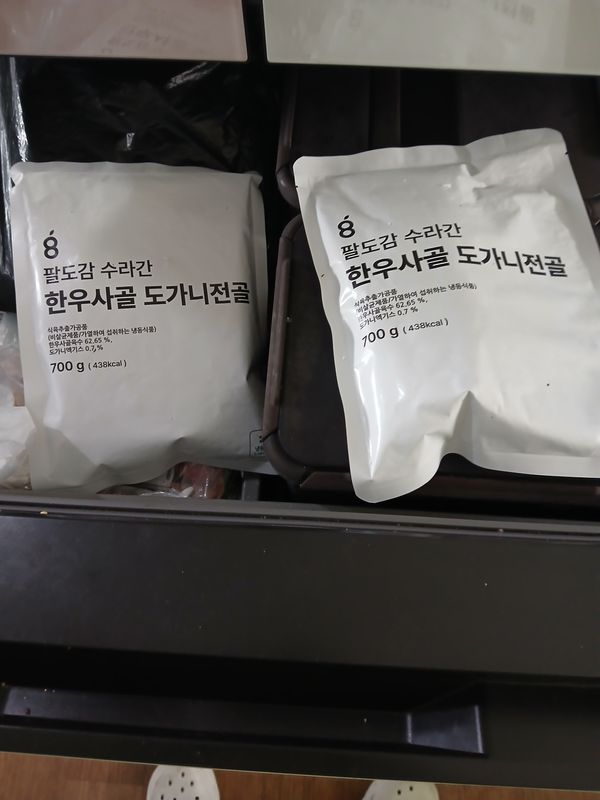 8
팔도감 수라간
한우사골 도가니전골
식육추출가공품
(비살균제품/가열하여 섭취하는 냉동식품)
한우사골육수 62.65 %,
도가니엑기스 0.7 %
700 g ( 438kcal )
8
팔도감 수라간
한우사골 도가니전골
식육추출가공품
(비살균제품/가열하여 섭취하는 냉동식품)
한우사골육수 62.65 %,
도가니엑기스 0.7 %
700 g ( 438kcal )